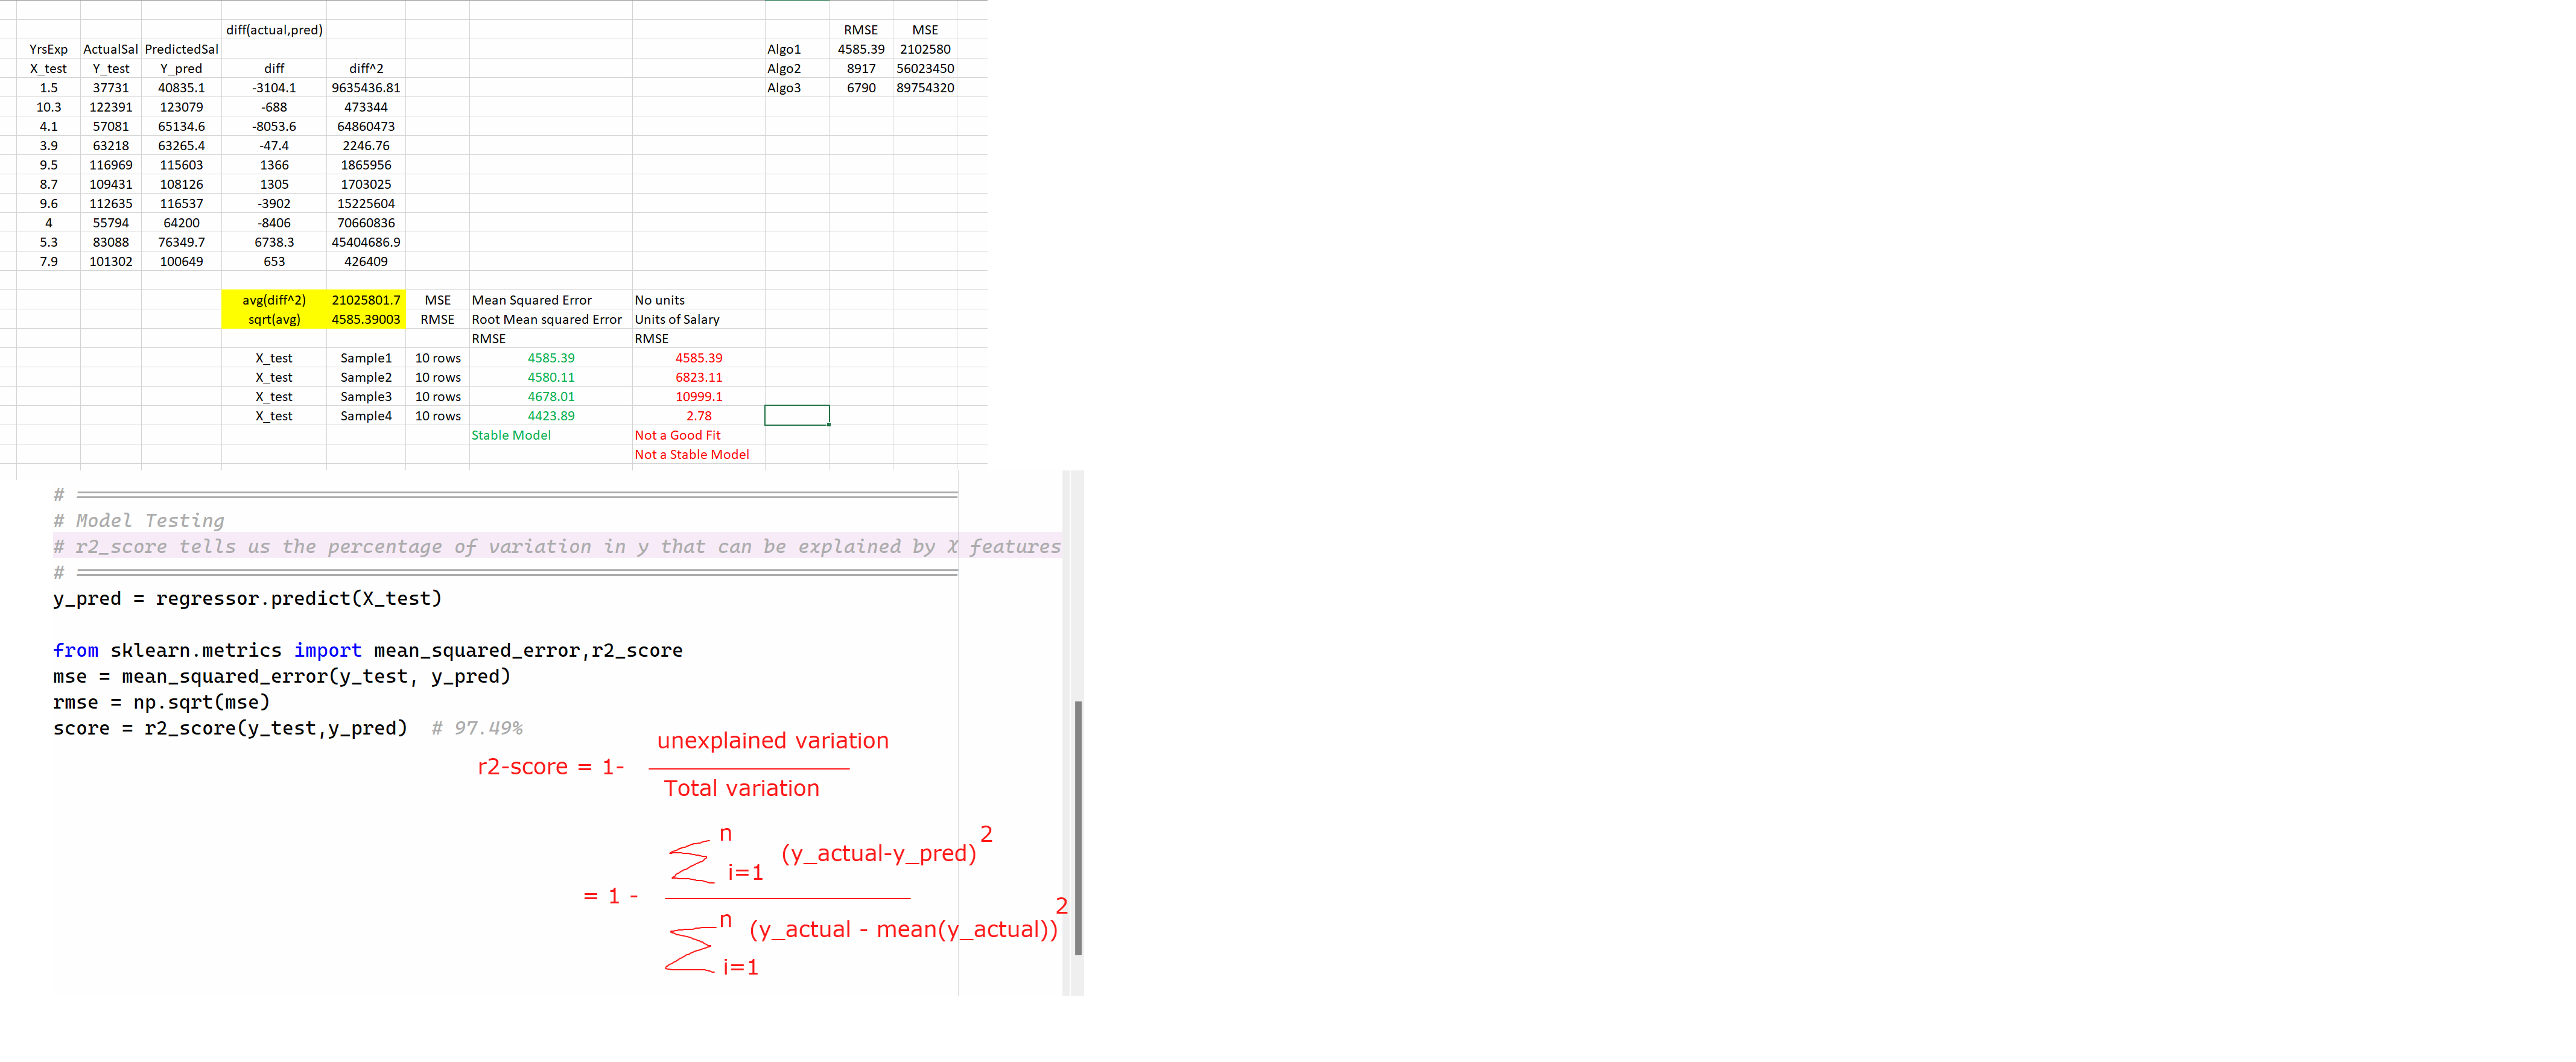 diff(actual,pred) RMSE MSE
YrsExp ActualSal PredictedSal Algo1 4585.39 2102580
X_test Y_test Y_pred diff diff^2 Algo2 8917 56023450
1.5 37731 40835.1 -3104.1 9635436.81 Algo3 6790 89754320
10.3 122391 123079 -688 473344
4.1 57081 65134.6 -8053.6 64860473
3.9 63218 63265.4 -47.4 2246.76
9.5 116969 115603 1366 1865956
8.7 109431 108126 1305 1703025
9.6 112635 116537 -3902 15225604
4 55794 64200 -8406 70660836
5.3 83088 76349.7 6738.3 45404686.9
7.9 101302 100649 653 426409
avg(diff^2) 21025801.7 MSE Mean Squared Error No units
sqrt(avg) 4585.39003 RMSE Root Mean squared Error Units of Salary
RMSE RMSE
X_test Sample1 10 rows 4585.39 4585.39
X_test Sample2 10 rows 4580.11 6823.11
X_test Sample3 10 rows 4678.01 10999.1
X_test Sample4 10 rows 4423.89 2.78
Stable Model Not a Good Fit
Not a Stable Model
# ==========
# Model Testing
# r2_score tells us the percentage of variation in y that can be explained by X features
# ==========
y_pred = regressor.predict(X_test)
from sklearn.metrics import mean_squared_error,r2_score
mse = mean_squared_error(y_test, y_pred)
rmse = np.sqrt(mse)
score = r2_score(y_test,y_pred) # 97.49%
unexplained variation
r2-score = 1-
Total variation
n 2
∑ (y_actual-y_pred)
i=1
= 1 -
2
n
∑ (y_actual - mean(y_actual))
i=1